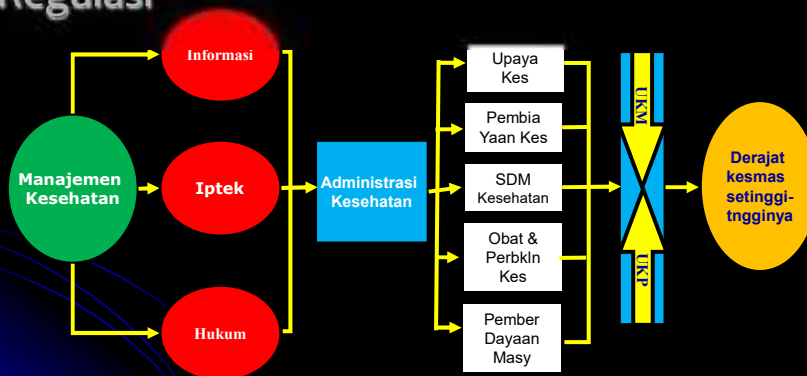 Regulasi
Informasi
Manajemen
Kesehatan
Iptek
Hukum
Administrasi
Kesehatan
Upaya
Kes
Pembia
Yaan Kes
SDM
Kesehatan
Obat &
Perbkln
Kes
Pember
Dayaan
Masy
UKM
UKP
Derajat
kesmas
setinggi-
tngginya